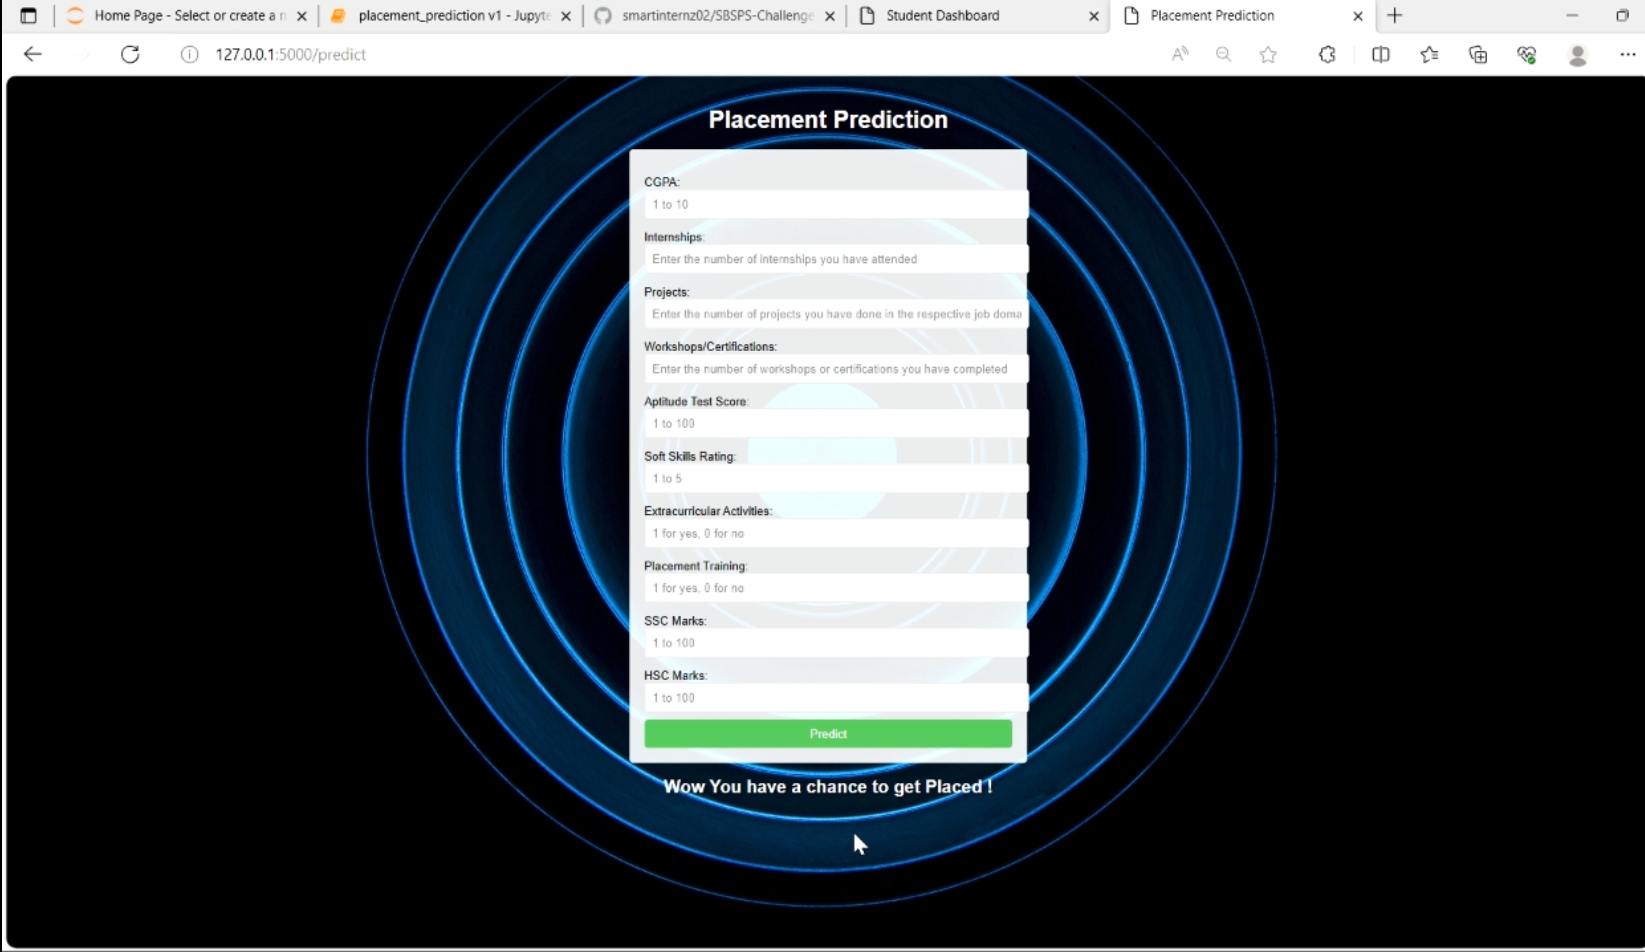 Home Page - Select or create a n
placement_prediction v1 - Jupyte
smartinternz02/SBSPS-Challenge
Student Dashboard
Placement Prediction
127.0.0.1:5000/predict
Placement Prediction
CGPA:
1 to 10
Internships:
Enter the number of internships you have attended
Projects:
Enter the number of projects you have done in the respective job doma
Workshops/Certifications:
Enter the number of workshops or certifications you have completed
Aptitude Test Score:
1 to 100
Soft Skills Rating:
1 to 5
Extracurricular Activities:
1 for yes, 0 for no
Placement Training:
1 for yes, 0 for no
SSC Marks:
1 to 100
HSC Marks:
1 to 100
Predict
Wow You have a chance to get Placed !